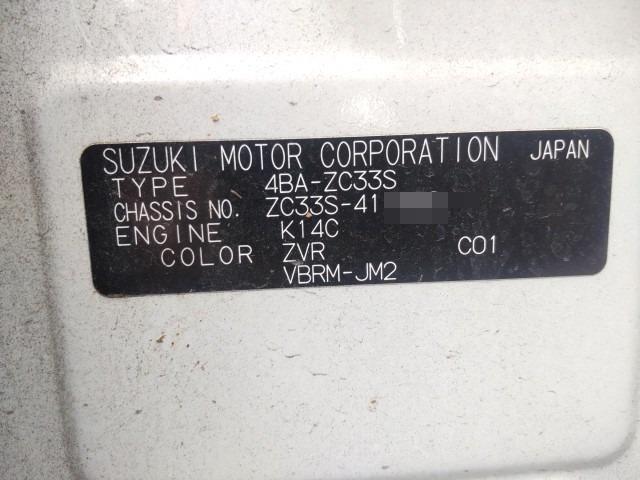 SUZUKI MOTOR CORPORATION JAPAN
TYPE 4BA-ZC33S
CHASSIS NO. ZC33S-41
ENGINE K14C
COLOR ZVR C01
VBRM-JM2